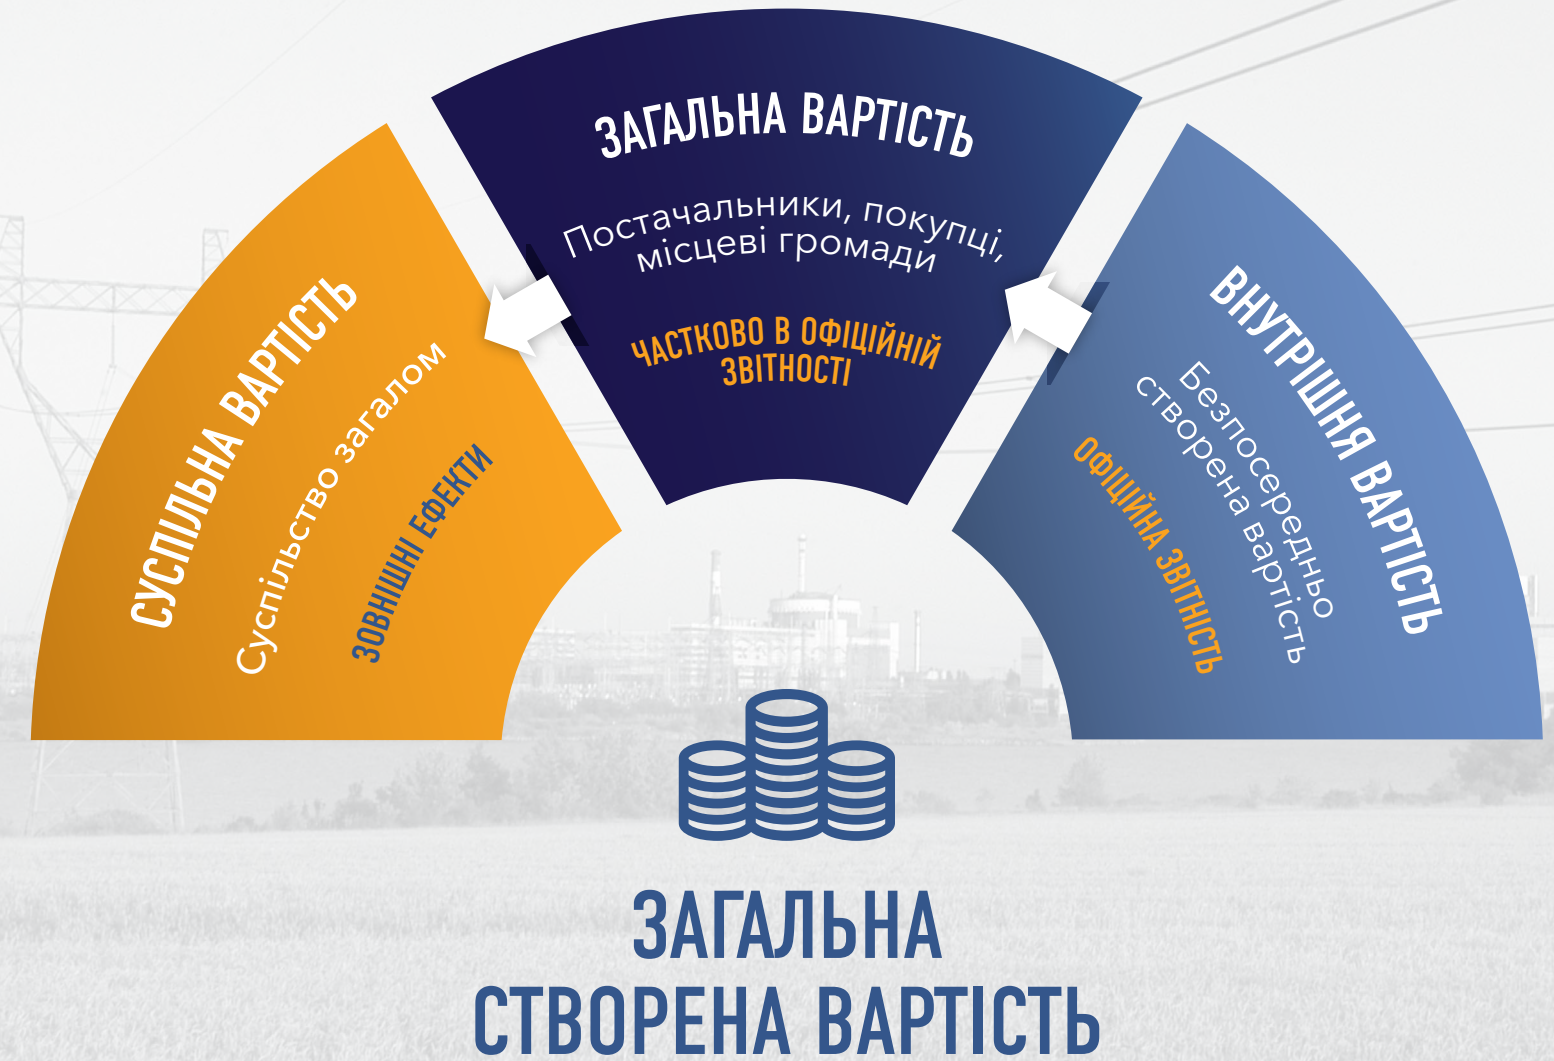 ЗАГАЛЬНА ВАРТІСТЬ
Постачальники, покупці,
місцеві громади
ЧАСТКОВО В ОФІЦІЙНІЙ
ЗВІТНОСТІ
СУСПІЛЬНА ВАРТІСТЬ
Суспільство загалом
ЗОВНІШНІ ЕФЕКТИ
ВНУТРІШНЯ ВАРТІСТЬ
Безпосередньо
створена вартість
ОФІЦІЙНА ЗВІТНІСТЬ
ЗАГАЛЬНА
СТВОРЕНА ВАРТІСТЬ